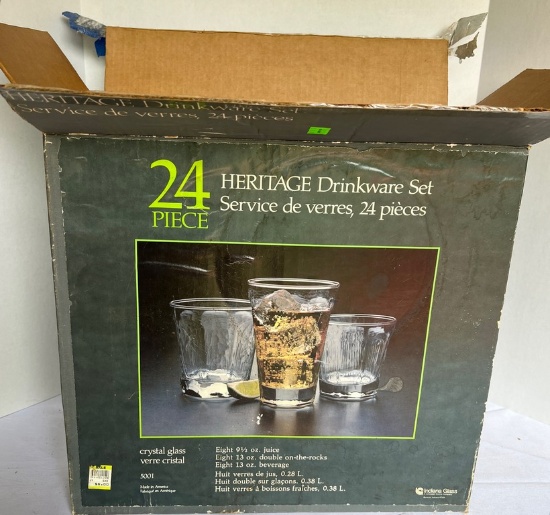 HERITAGE Drinkware Set
Service de verres, 24 pièces
24
PIECE
HERITAGE Drinkware Set
Service de verres, 24 pièces
crystal glass
verre cristal
3001
Made in America
Fabriqué en Amérique
Eight 9½ oz. juice
Eight 13 oz. double on-the-rocks
Eight 13 oz. beverage
Huit verres de jus, 0.28 L.
Huit double sur glaçons, 0.38 L.
Huit verres à boissons fraîches, 0.38 L.
Indiana Glass